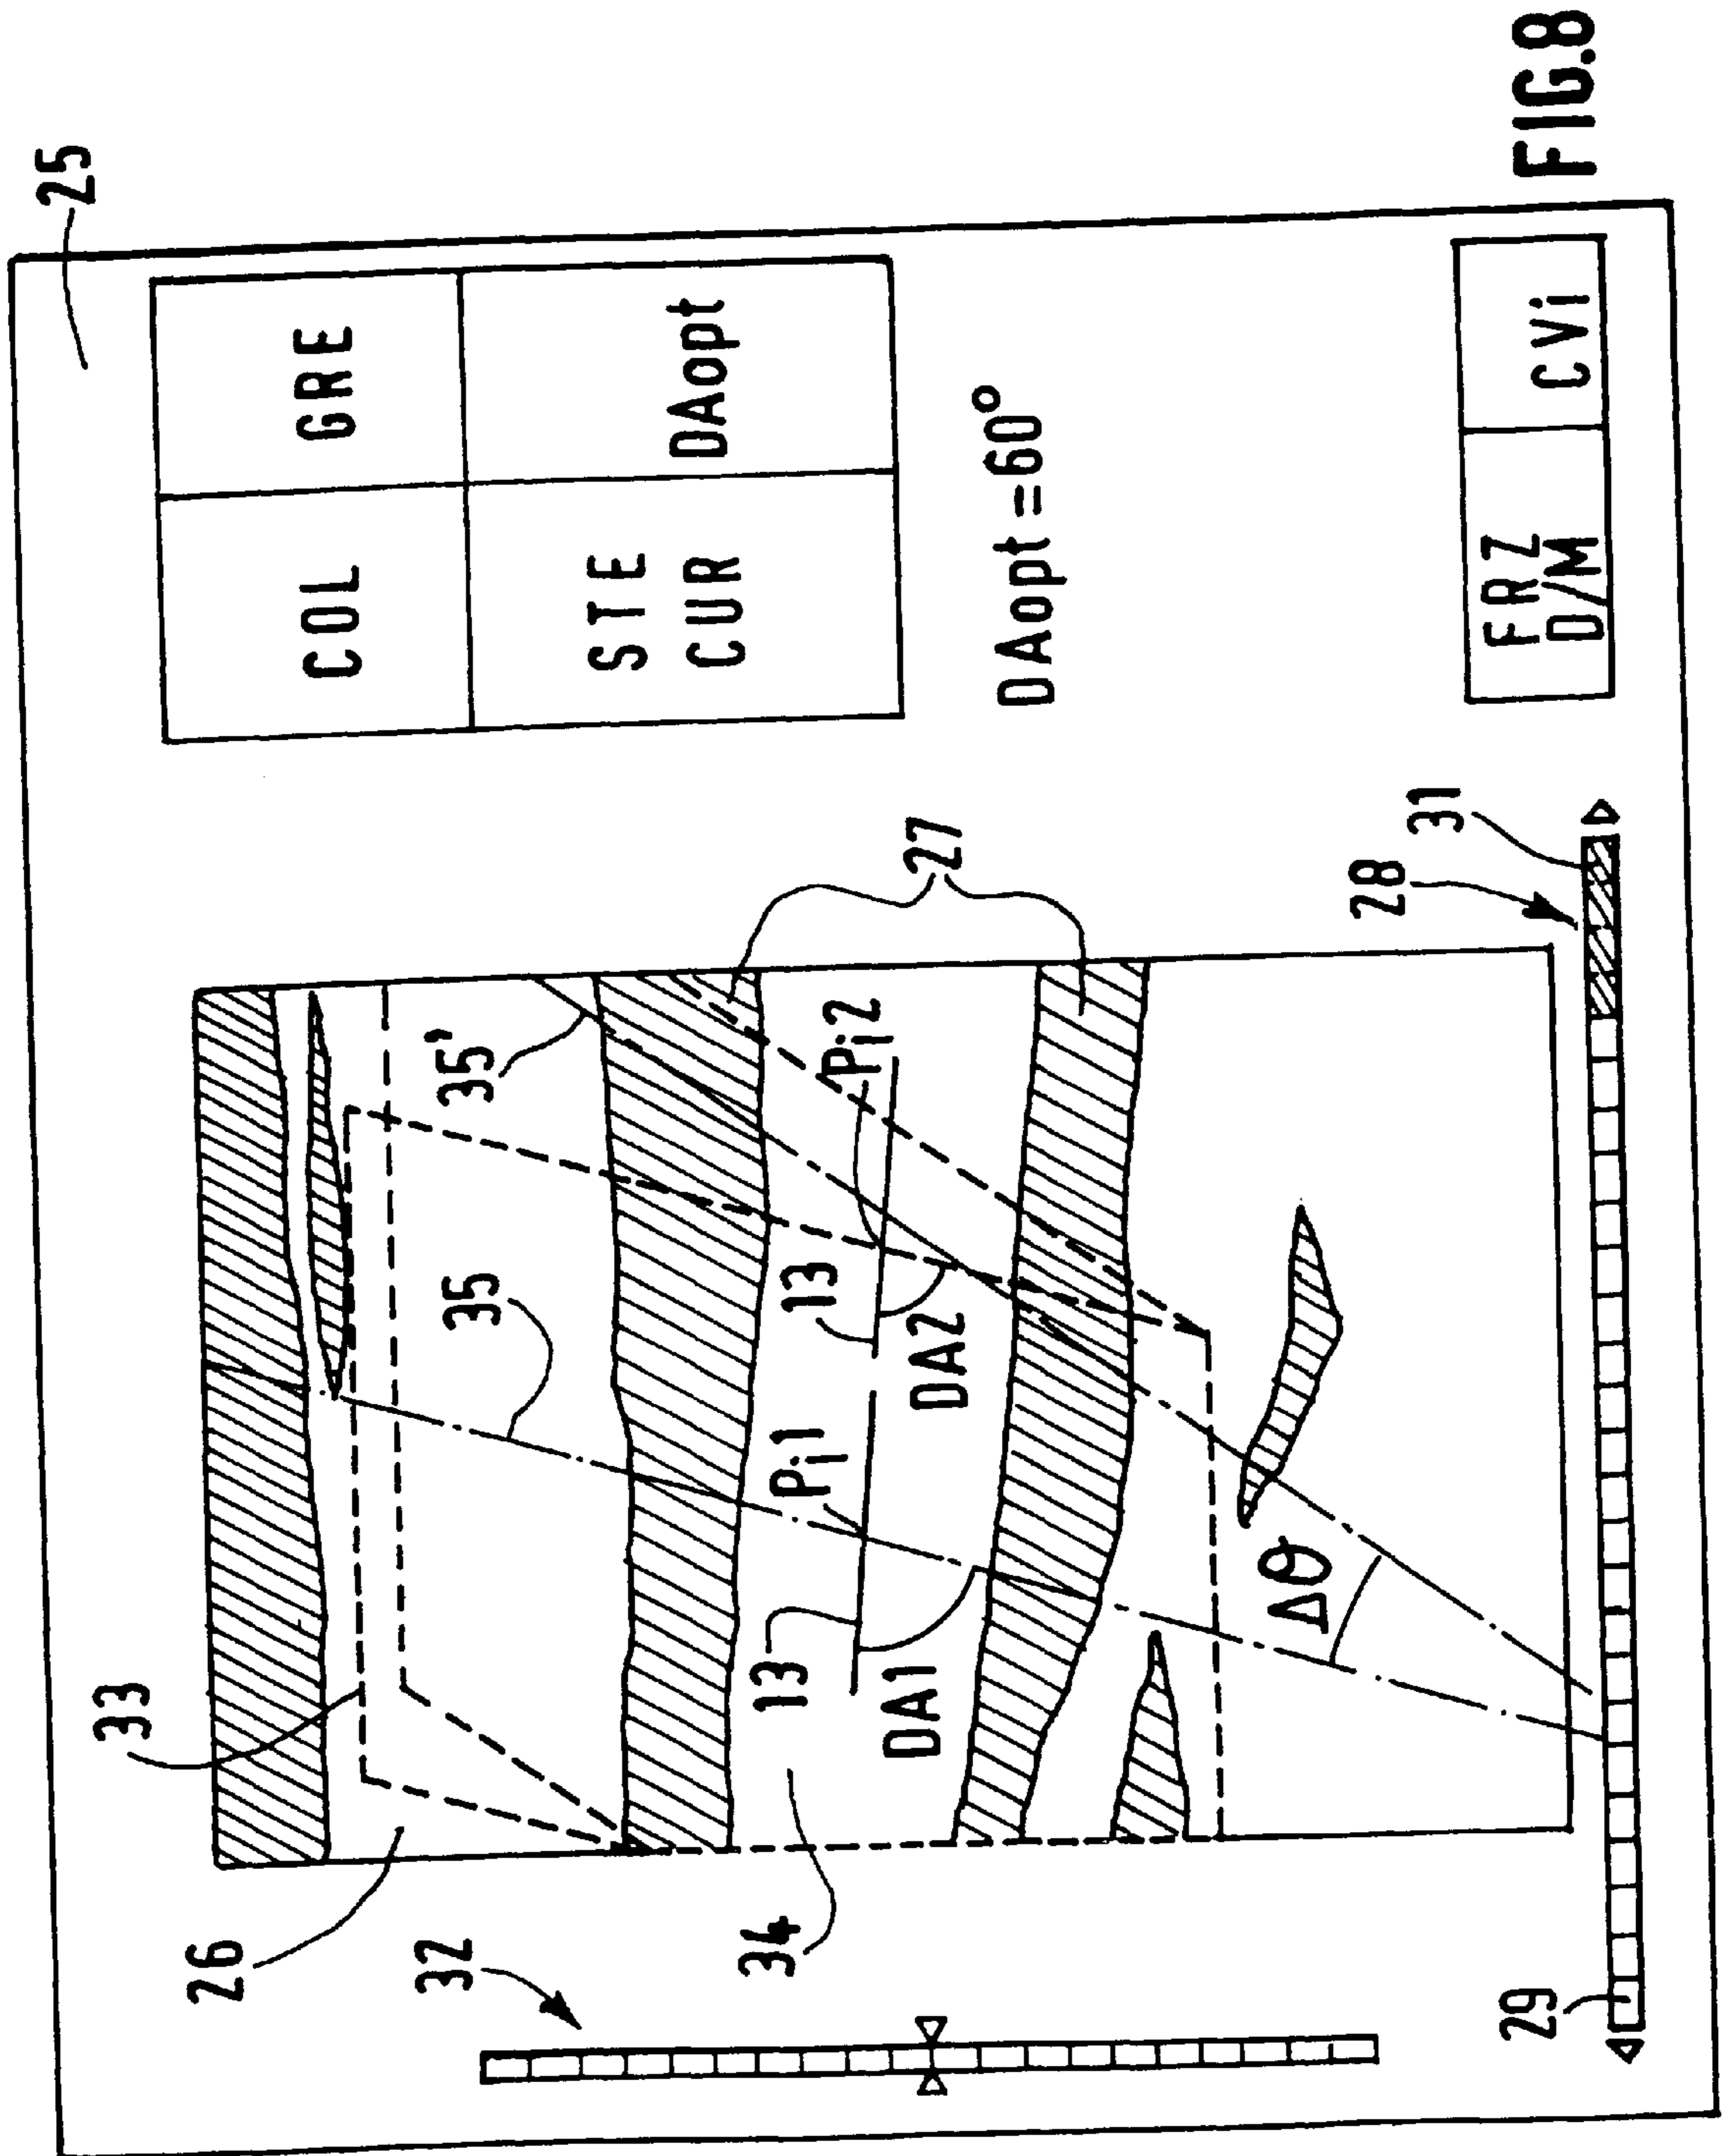 25
COL
GRE
STE
CUR
DAopt
DAopt=60°
FRZ
D/M
CVi
26
33
35
35'
27
32
34
13
Pi1
13
Pi2
DA1
DA2
Δθ
28
31
29
FIG.8